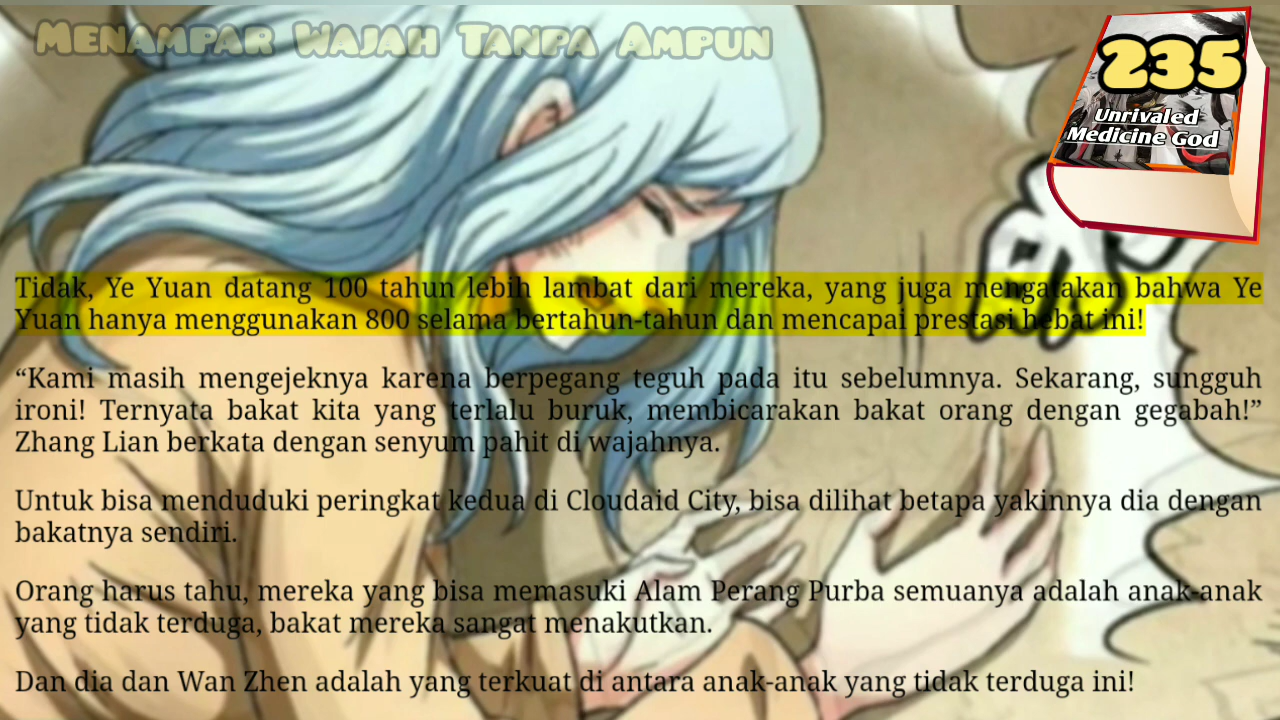 Menampar Wajah Tanpa Ampun
235
Unrivaled
Medicine God
Tidak, Ye Yuan datang 100 tahun lebih lambat dari mereka, yang juga mengatakan bahwa Ye
Yuan hanya menggunakan 800 selama bertahun-tahun dan mencapai prestasi hebat ini!
“Kami masih mengejeknya karena berpegang teguh pada itu sebelumnya. Sekarang, sungguh
ironi! Ternyata bakat kita yang terlalu buruk, membicarakan bakat orang dengan gegabah!”
Zhang Lian berkata dengan senyum pahit di wajahnya.
Untuk bisa menduduki peringkat kedua di Cloudaid City, bisa dilihat betapa yakinnya dia dengan
bakatnya sendiri.
Orang harus tahu, mereka yang bisa memasuki Alam Perang Purba semuanya adalah anak-anak
yang tidak terduga, bakat mereka sangat menakutkan.
Dan dia dan Wan Zhen adalah yang terkuat di antara anak-anak yang tidak terduga ini!